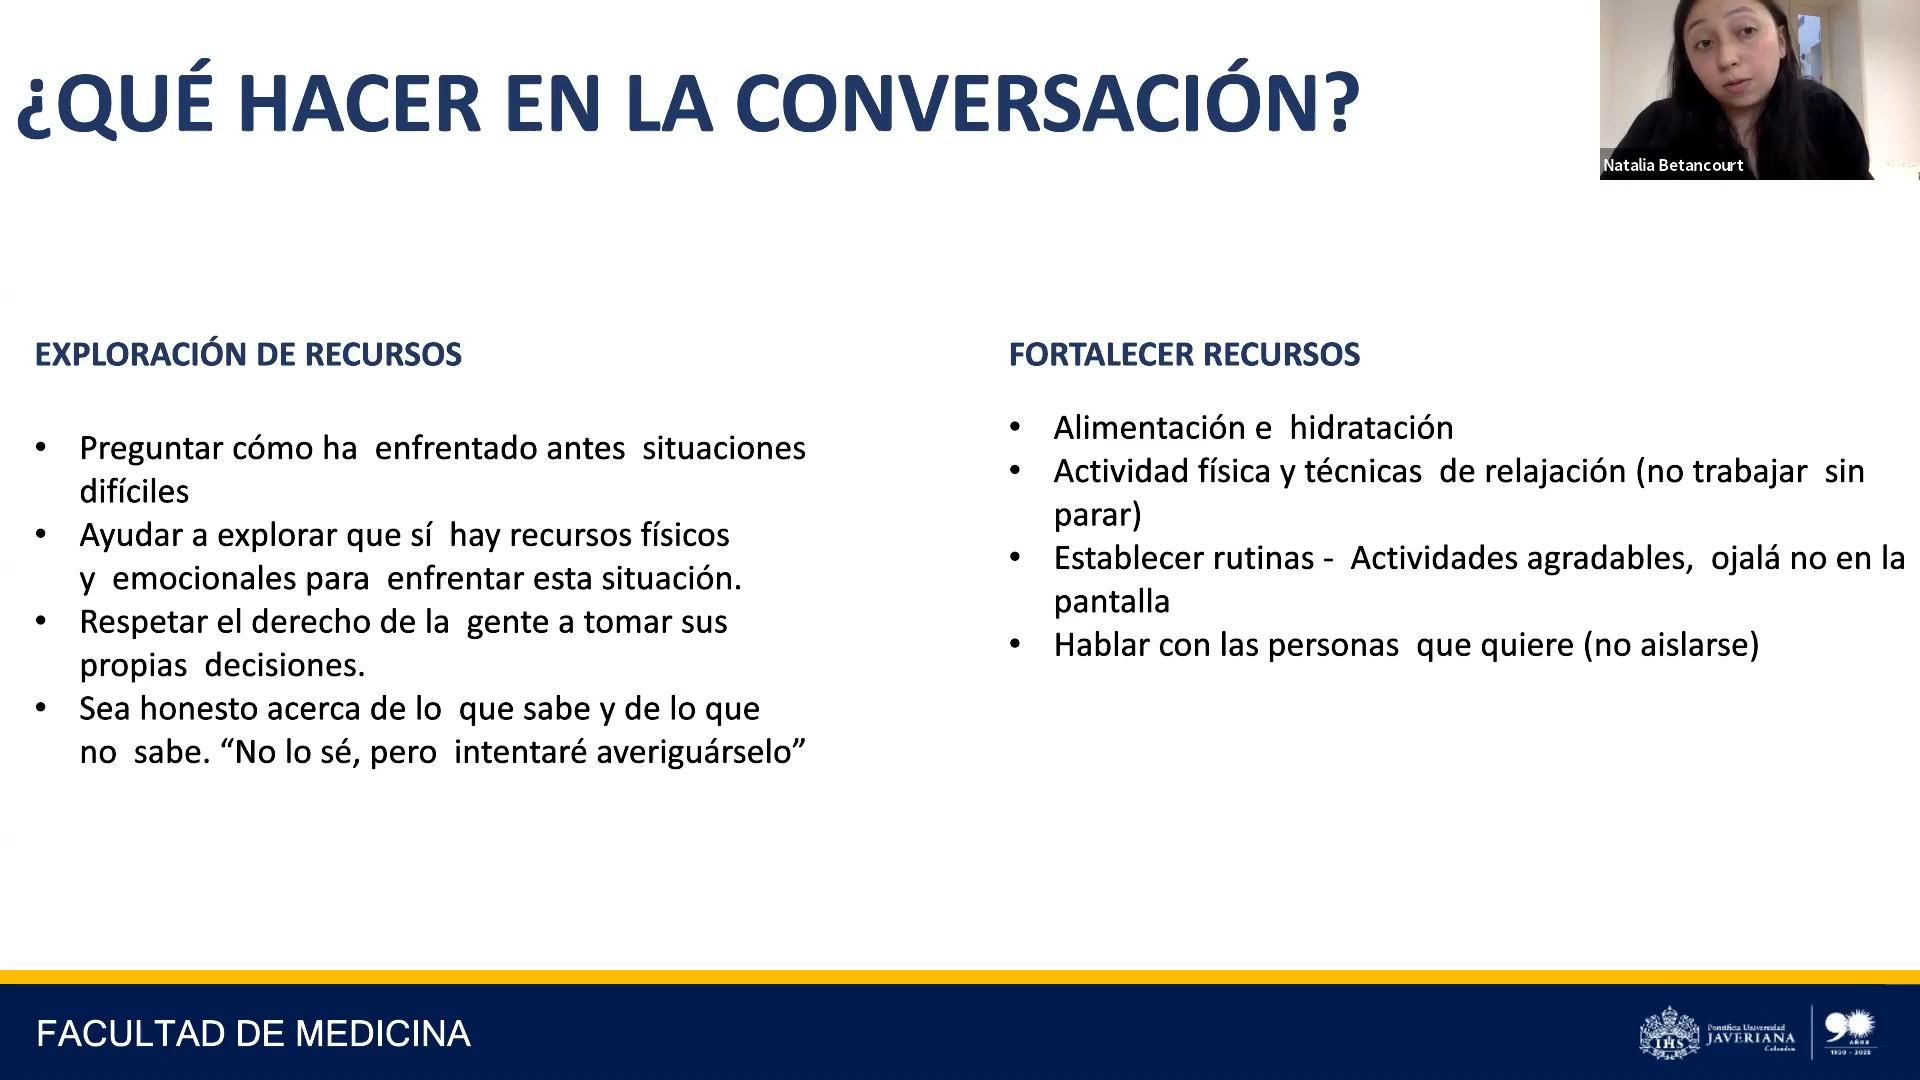 ¿QUÉ HACER EN LA CONVERSACIÓN?
Natalia Betancourt
EXPLORACIÓN DE RECURSOS
• Preguntar cómo ha enfrentado antes situaciones
difíciles
• Ayudar a explorar que sí hay recursos físicos
y emocionales para enfrentar esta situación.
• Respetar el derecho de la gente a tomar sus
propias decisiones.
• Sea honesto acerca de lo que sabe y de lo que
no sabe. “No lo sé, pero intentaré averiguárselo”
FORTALECER RECURSOS
• Alimentación e hidratación
• Actividad física y técnicas de relajación (no trabajar sin
parar)
• Establecer rutinas - Actividades agradables, ojalá no en la
pantalla
• Hablar con las personas que quiere (no aislarse)
FACULTAD DE MEDICINA
IHS
Pontificia Universidad
JAVERIANA
Colombia
90
AÑOS
1930 - 2020